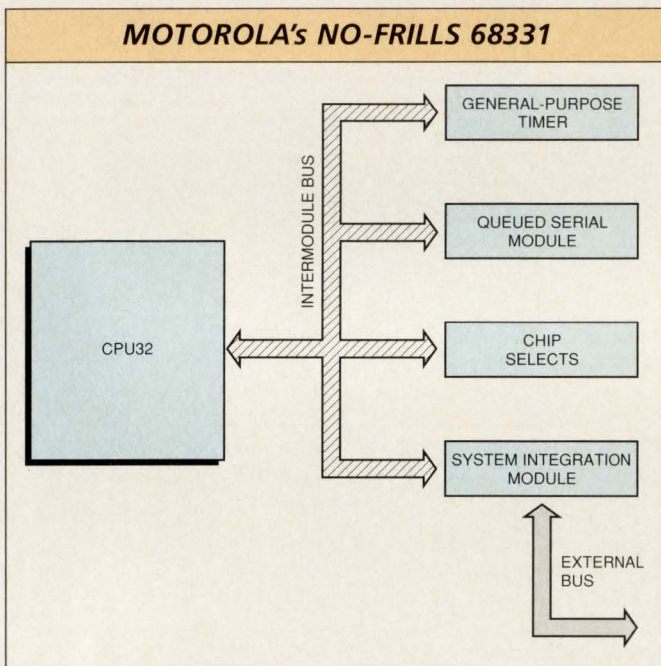 MOTOROLA's NO-FRILLS 68331
GENERAL-PURPOSE
TIMER
INTERMODULE BUS
QUEUED SERIAL
MODULE
CPU32
CHIP
SELECTS
SYSTEM INTEGRATION
MODULE
EXTERNAL
BUS